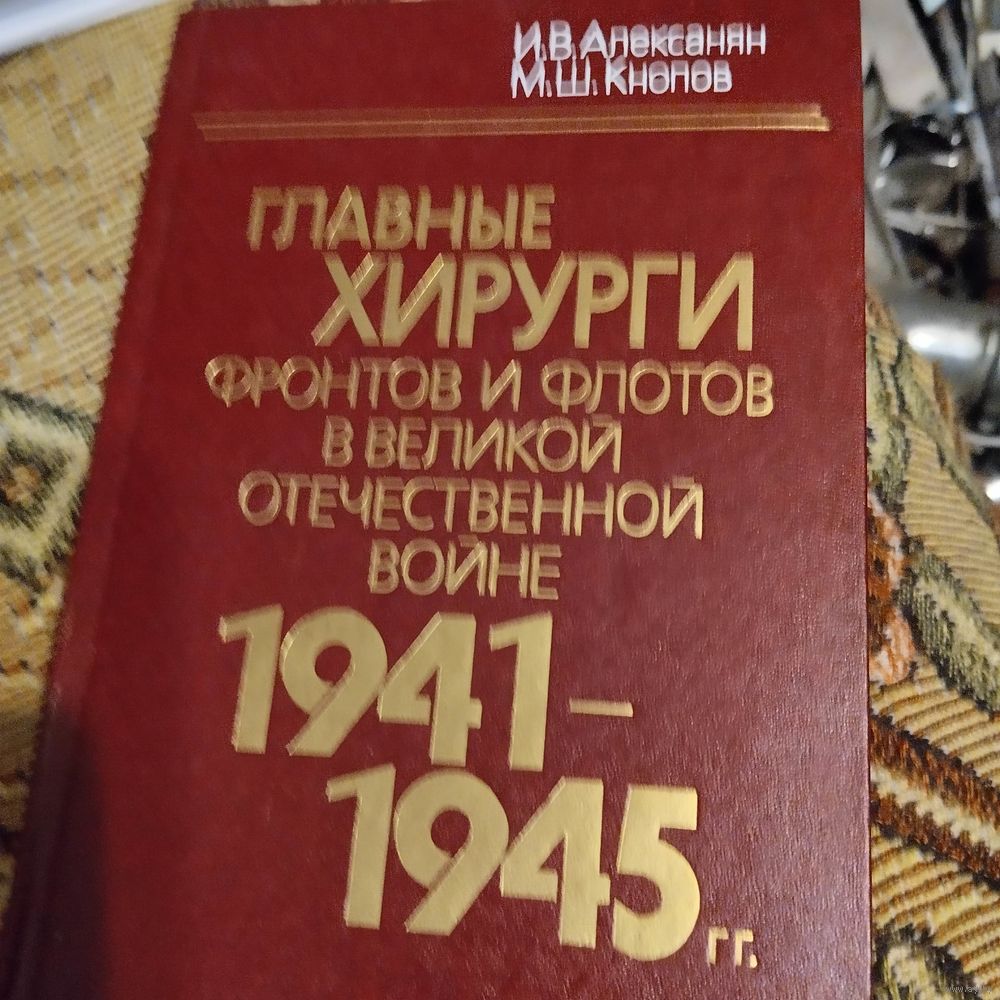 И.В.Алексанян
М.Ш.Кнопов
ГЛАВНЫЕ
ХИРУРГИ
ФРОНТОВ И ФЛОТОВ
В ВЕЛИКОЙ
ОТЕЧЕСТВЕННОЙ
ВОЙНЕ
1941–
1945 гг.